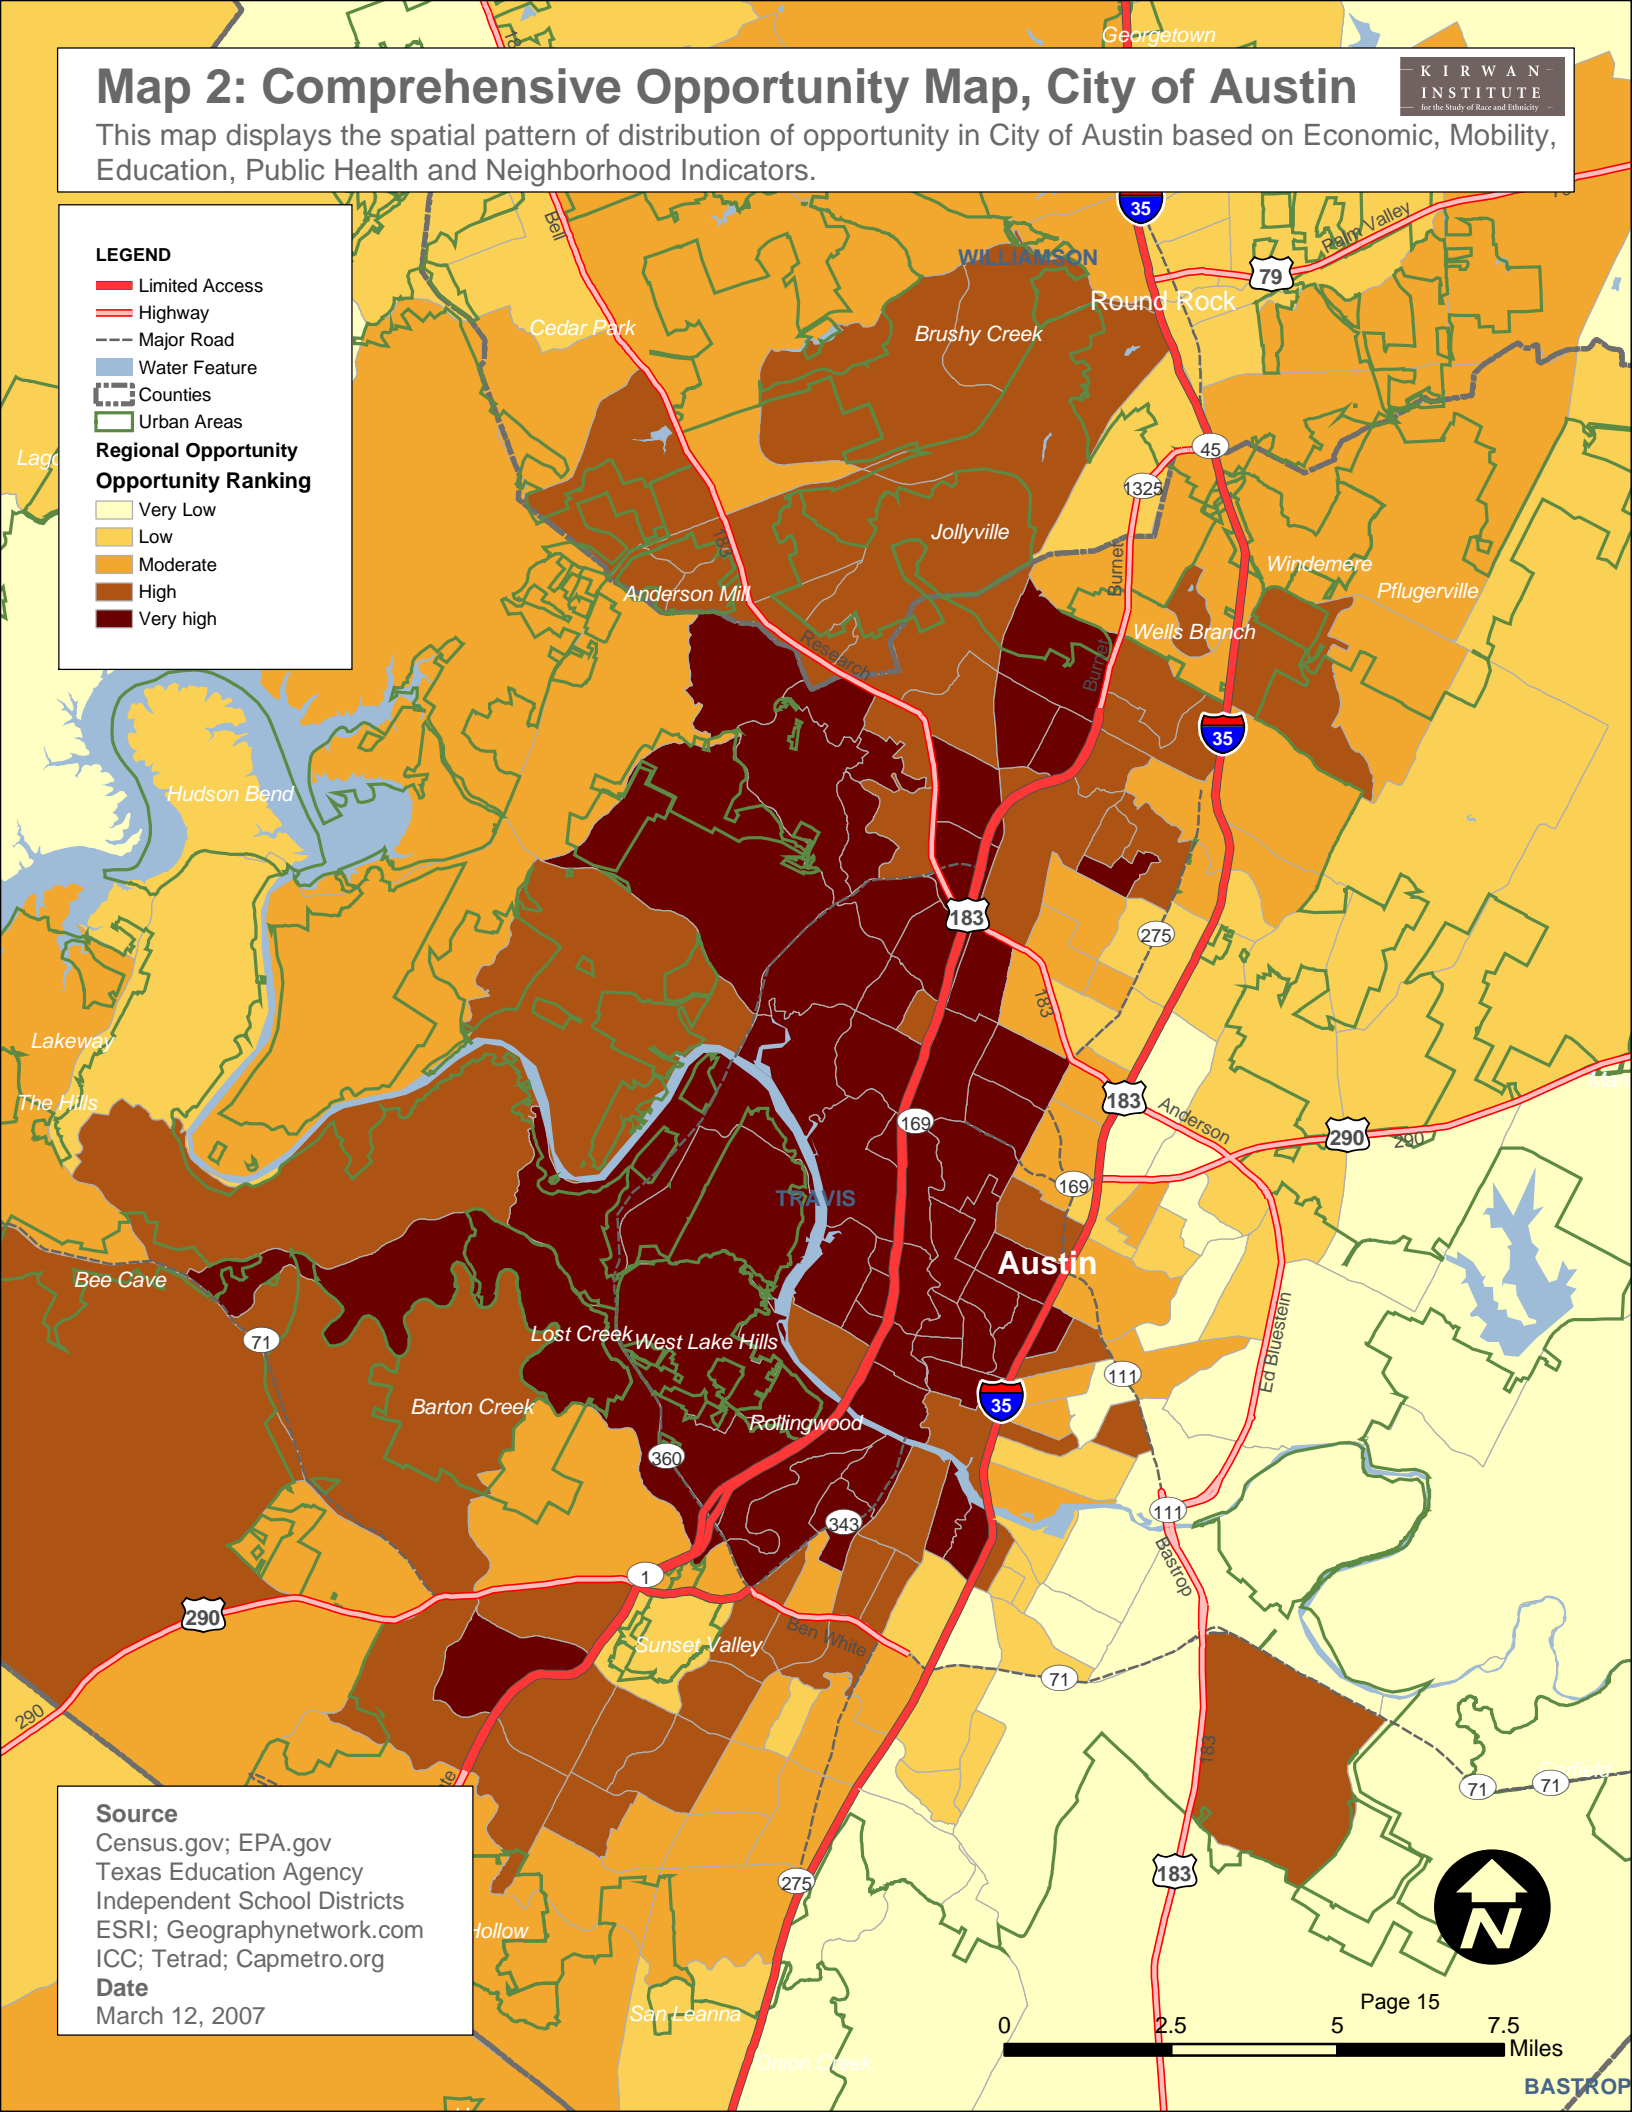 Georgetown
Map 2: Comprehensive Opportunity Map, City of Austin
KIRWAN
INSTITUTE
for the Study of Race and Ethnicity
This map displays the spatial pattern of distribution of opportunity in City of Austin based on Economic, Mobility,
Education, Public Health and Neighborhood Indicators.
LEGEND
Limited Access
Highway
Major Road
Water Feature
Counties
Urban Areas
Regional Opportunity
Opportunity Ranking
Very Low
Low
Moderate
High
Very high
35
Bell
Palm Valley
WILLIAMSON
79
Round Rock
Cedar Park
Brushy Creek
45
1325
Jollyville
183
Burnet
Windemere
Anderson Mill
Pflugerville
Wells Branch
Research
Burnet
35
Hudson Bend
183
275
183
Lakeway
The Hills
183
Anderson
290
290
169
169
TRAVIS
Austin
Bee Cave
71
Lost Creek
West Lake Hills
Ed Bluestein
111
35
Barton Creek
Rollingwood
360
343
111
Bastrop
1
290
Sunset Valley
Ben White
71
290
183
71
71
Source
Census.gov; EPA.gov
Texas Education Agency
Independent School Districts
ESRI; Geographynetwork.com
ICC; Tetrad; Capmetro.org
Date
March 12, 2007
275
183
Hollow
N
San Leanna
Onion Creek
Page 15
0 2.5 5 7.5
Miles
BASTROP